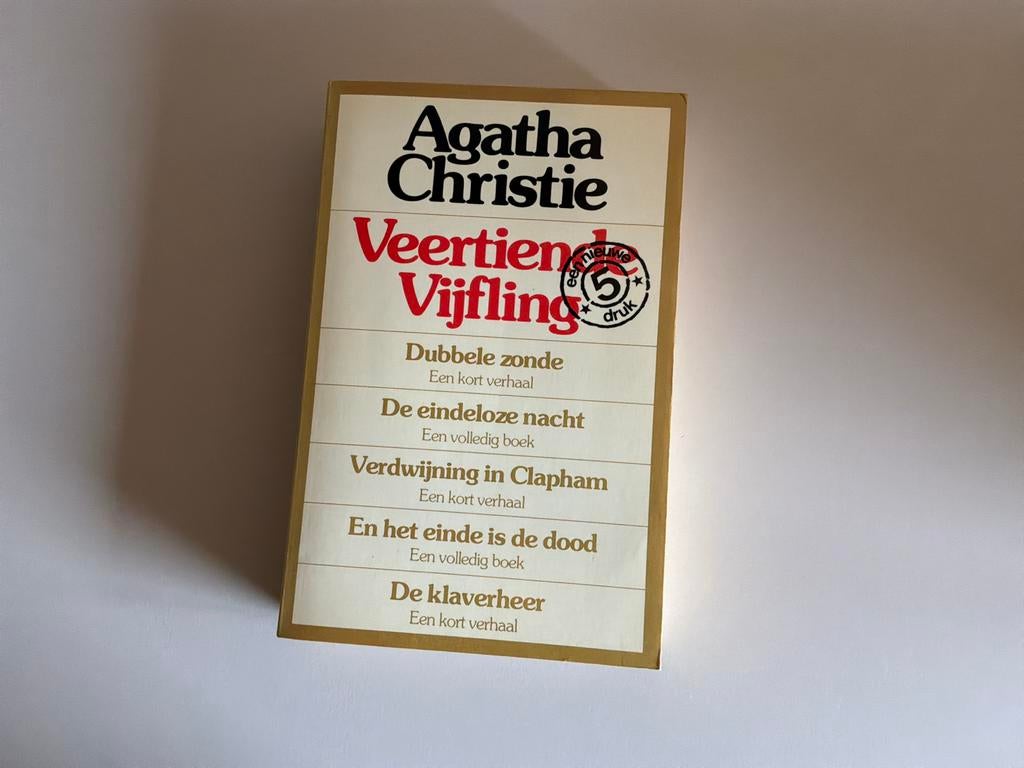 Agatha
Christie
Veertiende
Vijfling
een nieuwe
5
druk
Dubbele zonde
Een kort verhaal
De eindeloze nacht
Een volledig boek
Verdwijning in Clapham
Een kort verhaal
En het einde is de dood
Een volledig boek
De klaverheer
Een kort verhaal